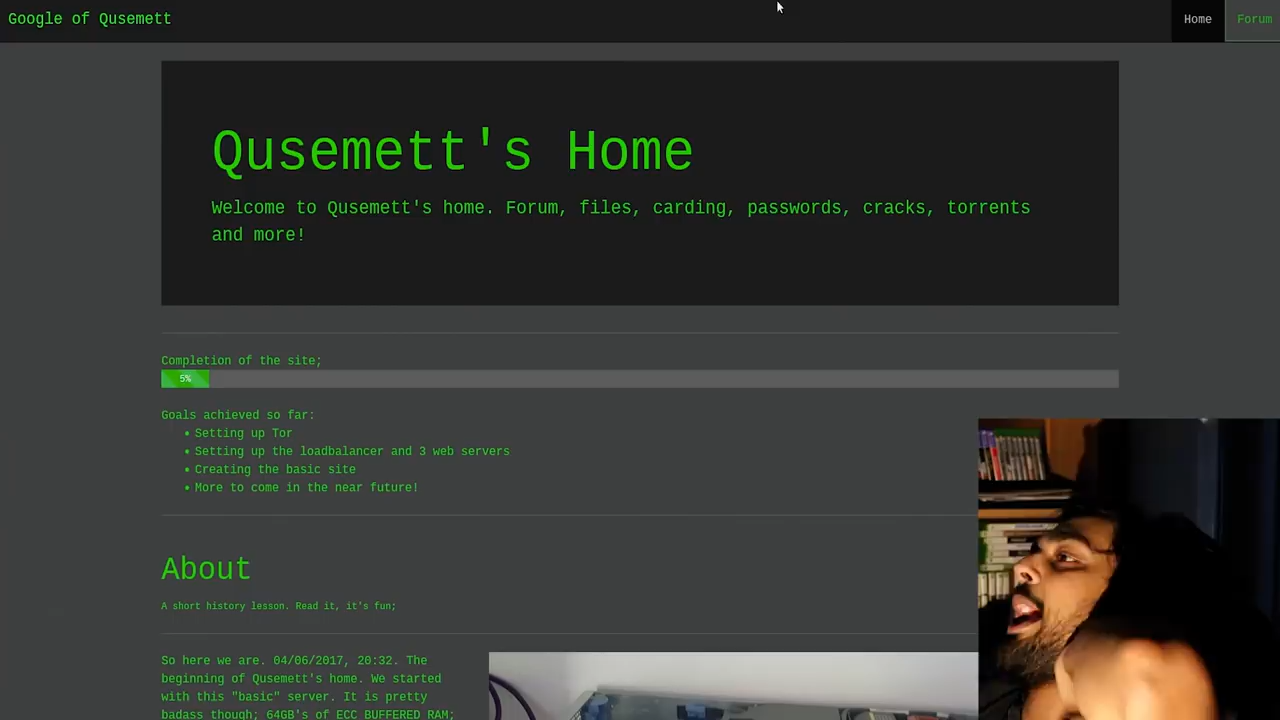 Google of Qusemett
Home
Forum
Qusemett's Home
Welcome to Qusemett's home. Forum, files, carding, passwords, cracks, torrents
and more!
Completion of the site;
5%
Goals achieved so far:
• Setting up Tor
• Setting up the loadbalancer and 3 web servers
• Creating the basic site
• More to come in the near future!
About
A short history lesson. Read it, it's fun;
So here we are. 04/06/2017, 20:32. The
beginning of Qusemett's home. We started
with this "basic" server. It is pretty
badass though; 64GB's of ECC BUFFERED RAM;